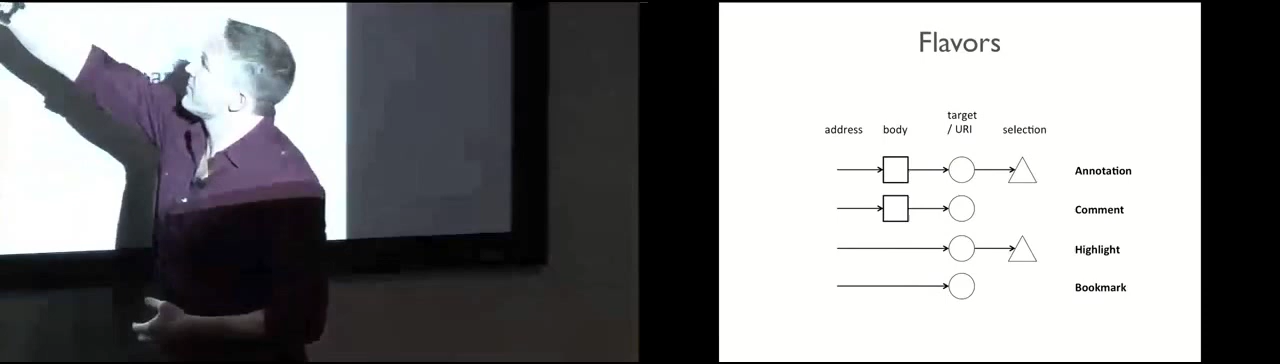 Flavors
address body target
/ URI selection
Annotation
Comment
Highlight
Bookmark